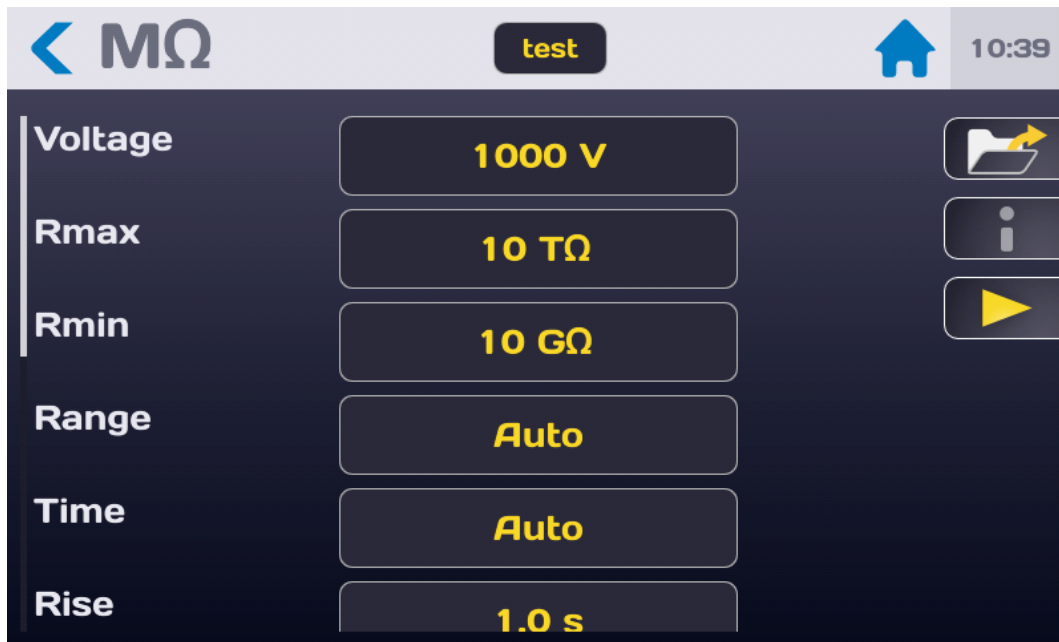 MΩ
test
10:39
Voltage
1000 V
Rmax
10 TΩ
Rmin
10 GΩ
Range
Auto
Time
Auto
Rise
1.0 s